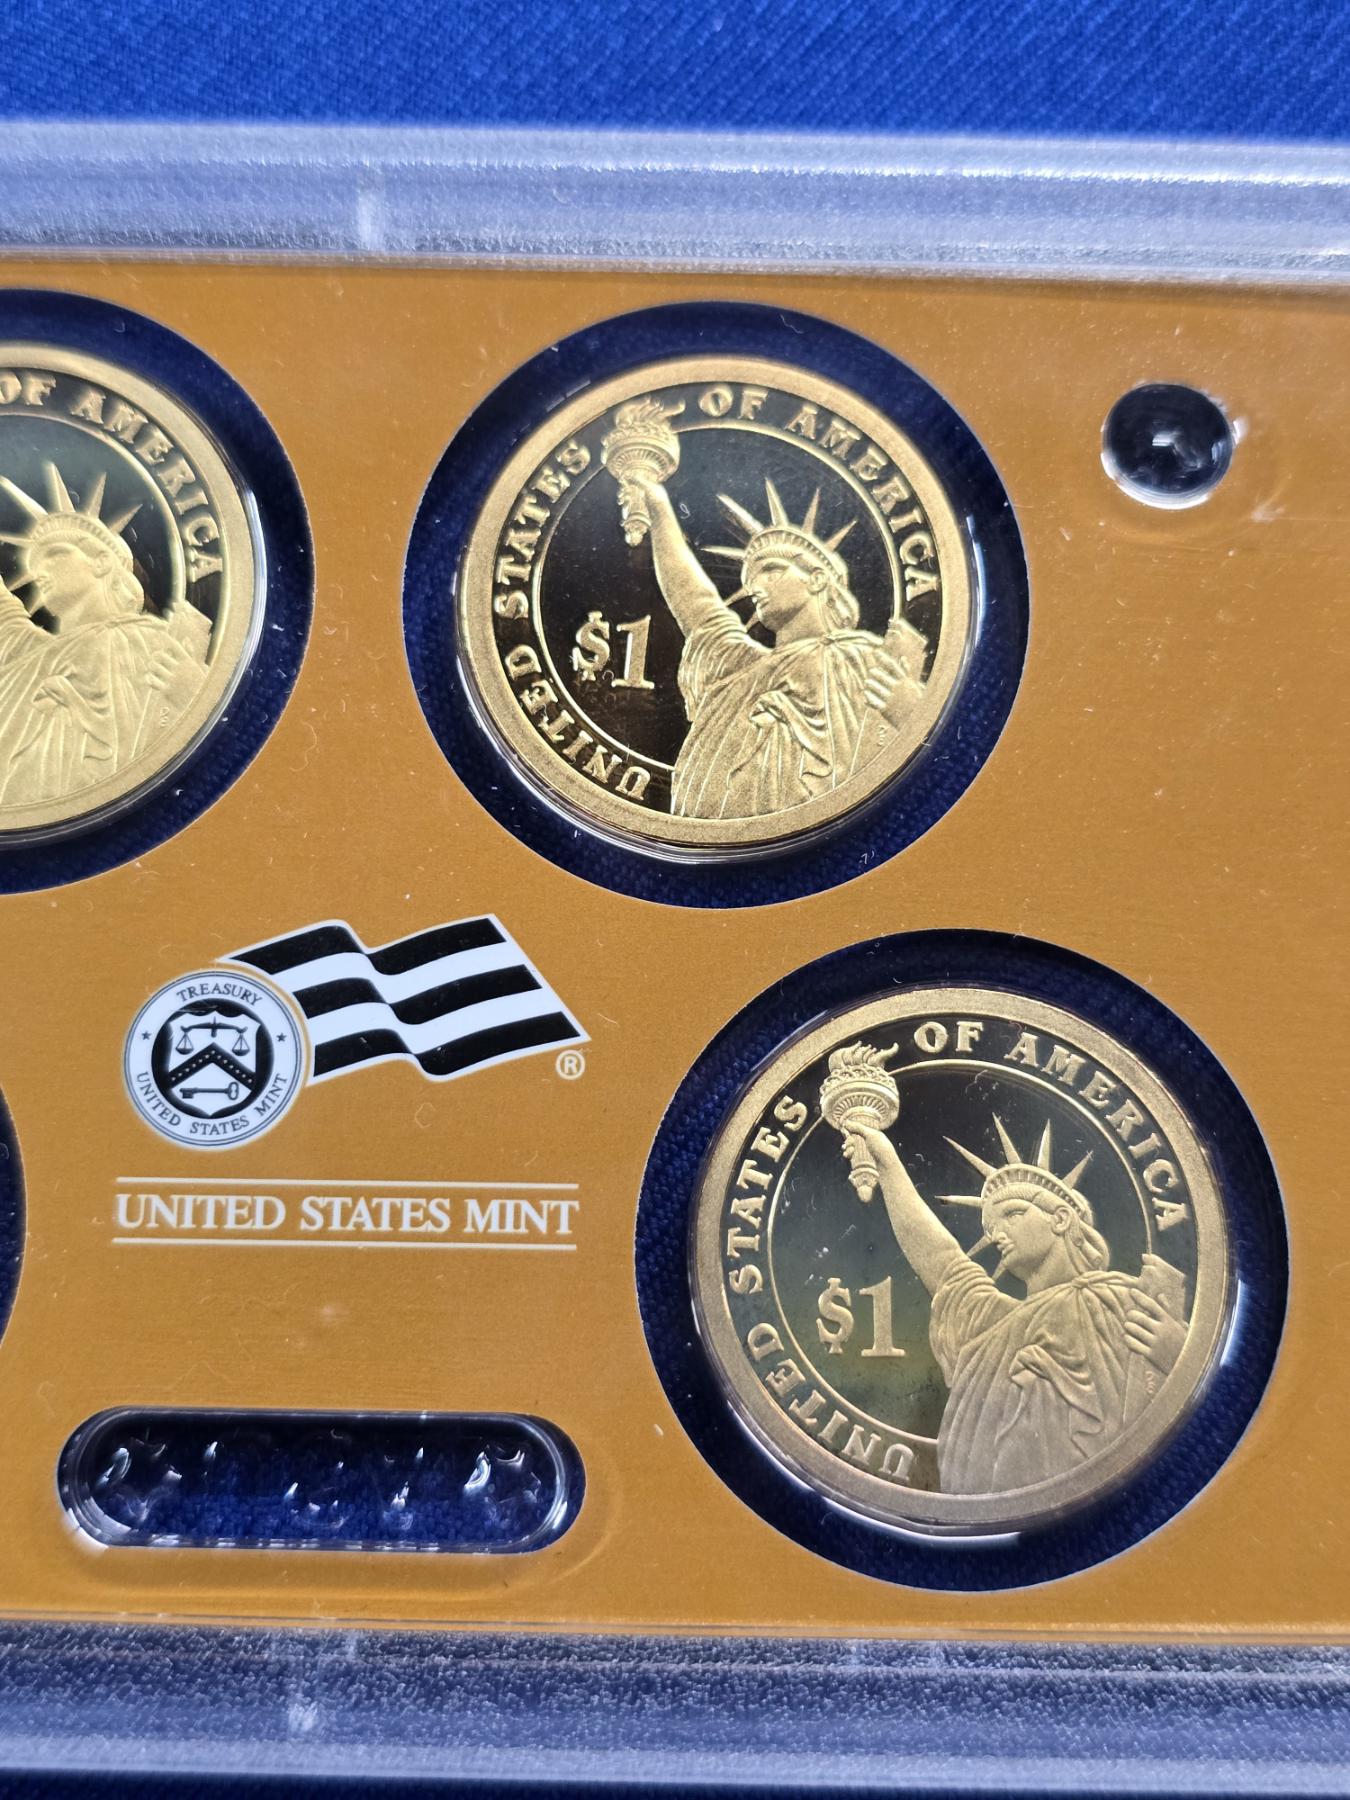 OF AMERICA
UNITED STATES OF AMERICA
$1
TREASURY
UNITED STATES MINT
®
UNITED STATES MINT
UNITED STATES OF AMERICA
$1